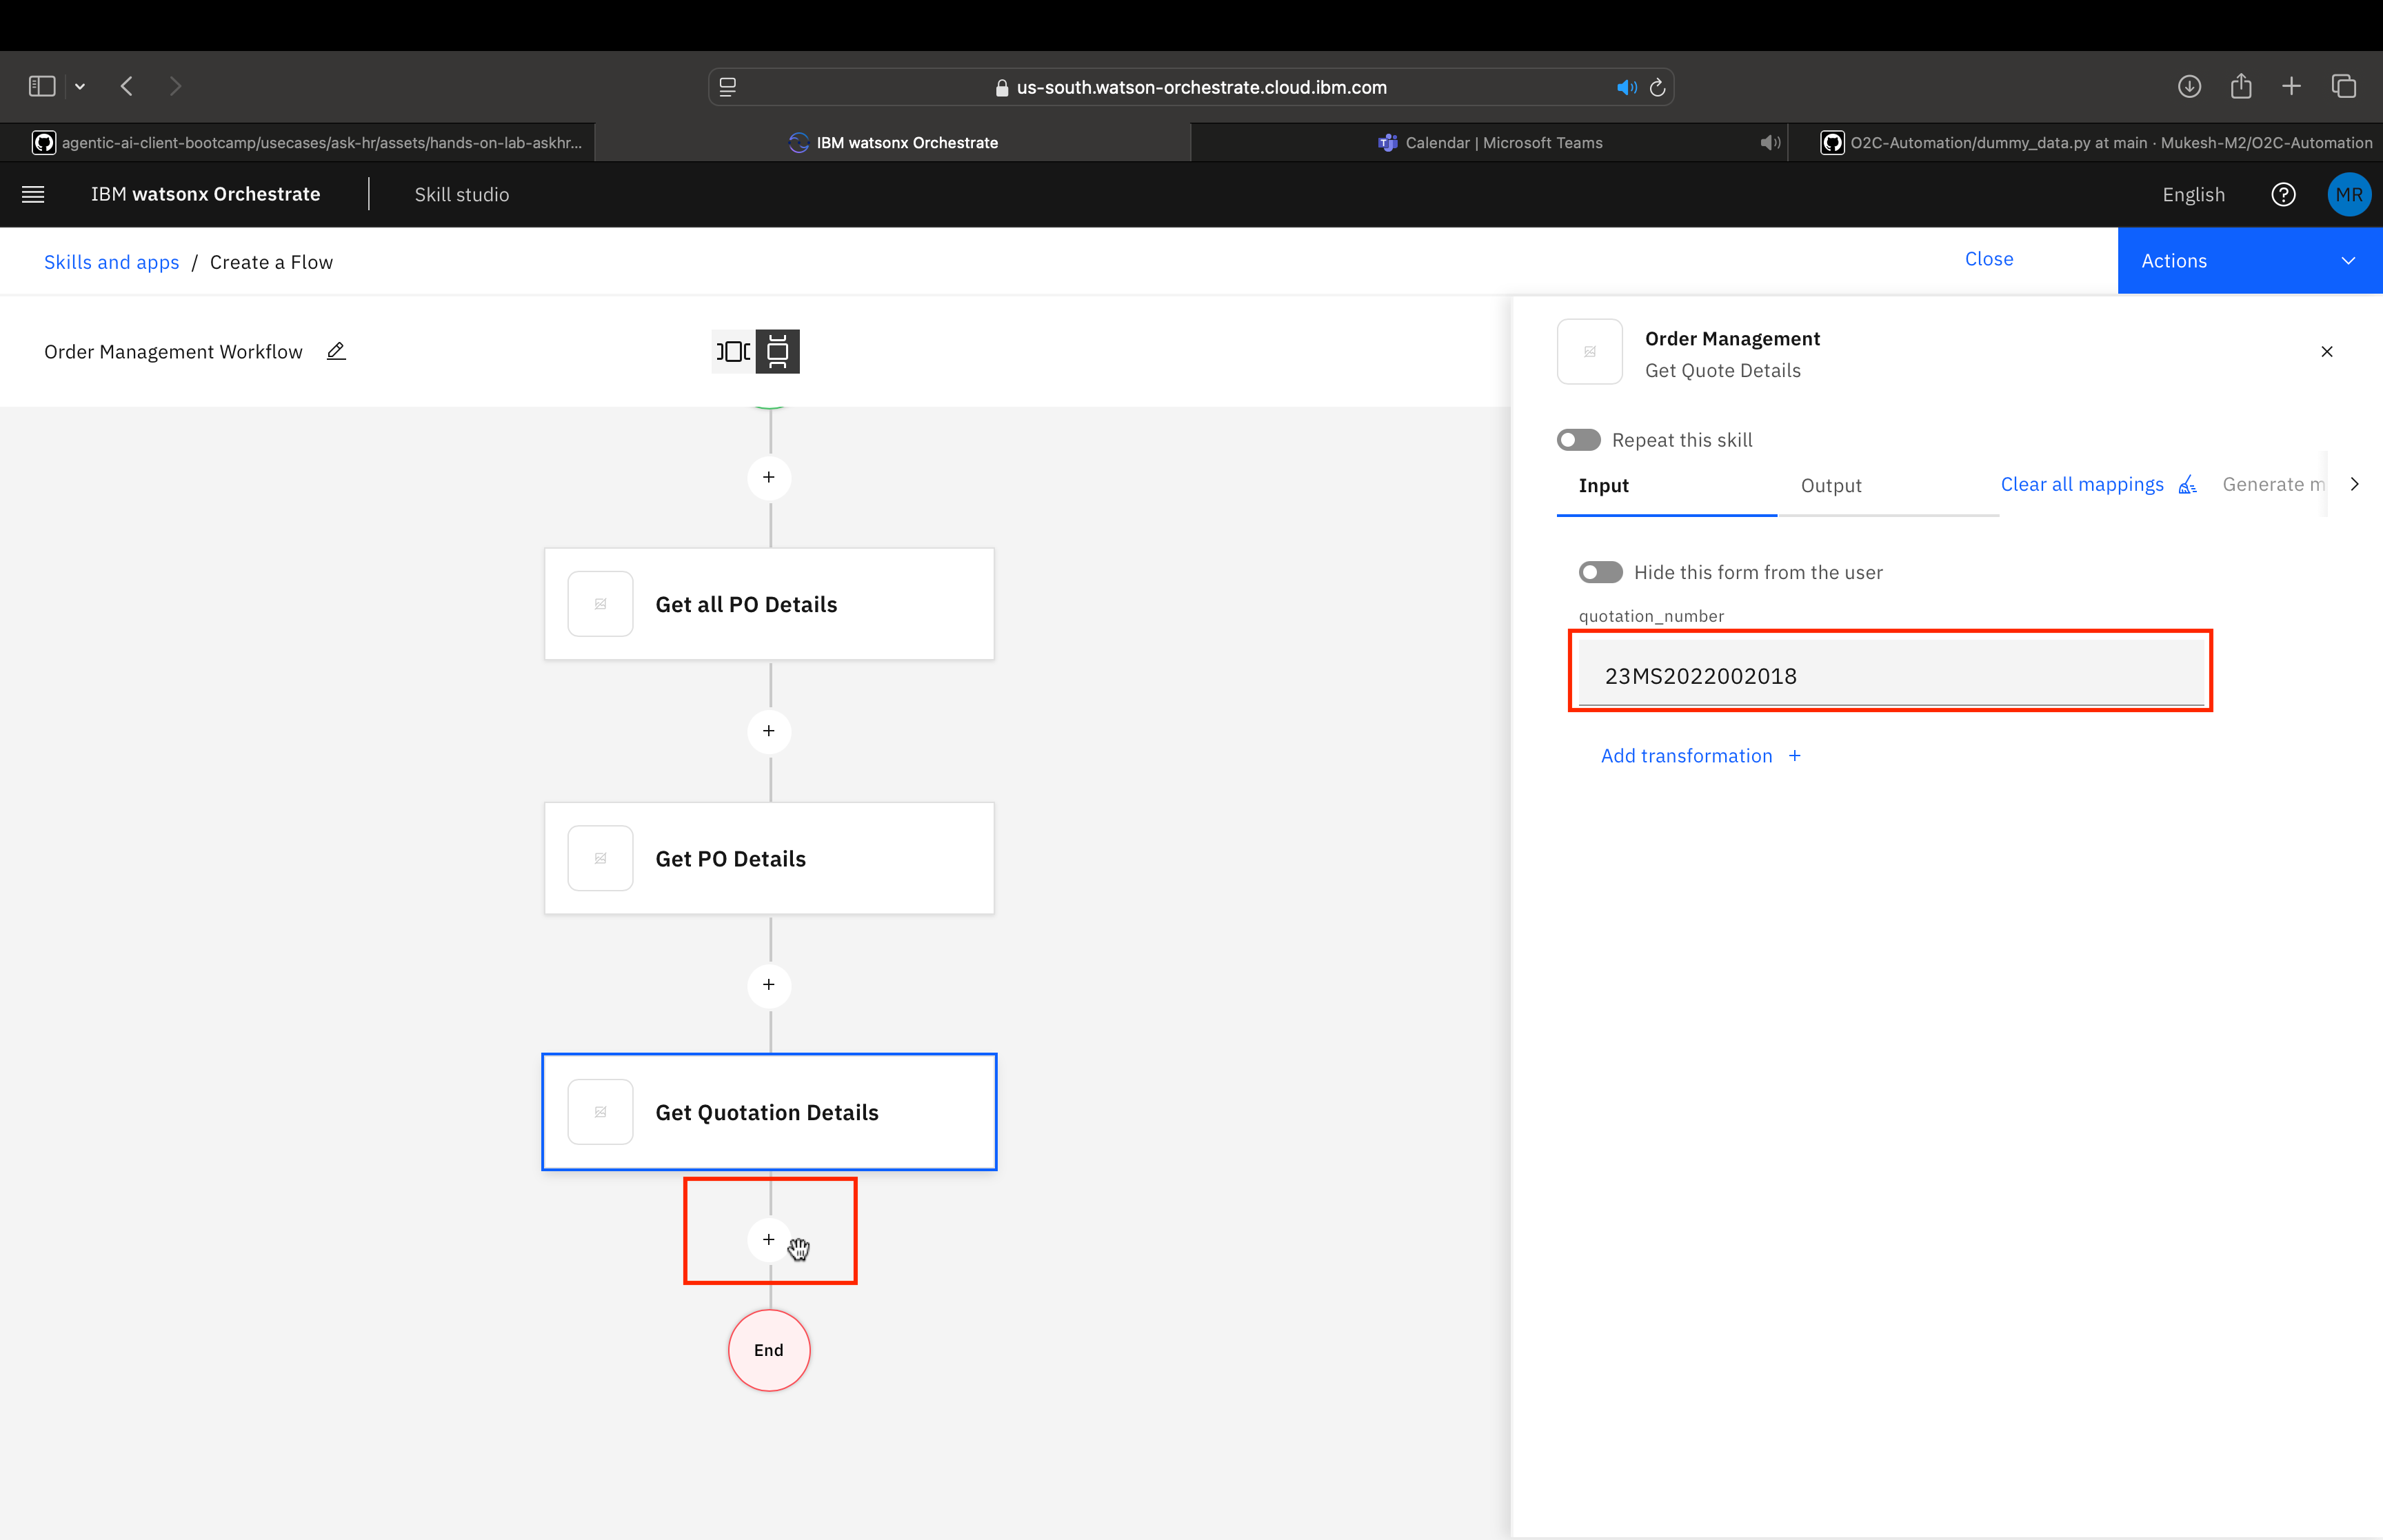 us-south.watson-orchestrate.cloud.ibm.com
agentic-ai-client-bootcamp/usecases/ask-hr/assets/hands-on-lab-askhr...
IBM watsonx Orchestrate
Calendar | Microsoft Teams
O2C-Automation/dummy_data.py at main · Mukesh-M2/O2C-Automation
IBM watsonx Orchestrate
Skill studio
English
MR
Skills and apps / Create a Flow
Close
Actions
Order Management Workflow
Order Management
Get Quote Details
Repeat this skill
Input
Output
Clear all mappings
Generate m
Hide this form from the user
quotation_number
23MS2022002018
Add transformation +
Get all PO Details
Get PO Details
Get Quotation Details
End